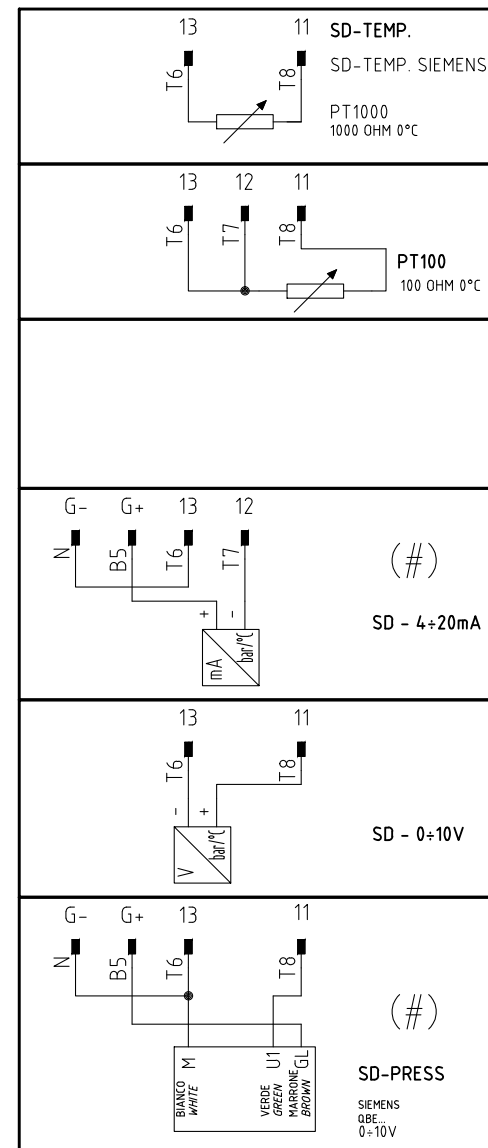 13 11 SD-TEMP.
T6 T8 SD-TEMP. SIEMENS
PT1000
1000 OHM 0°C
13 12 11
T6 T7 T8
PT100
100 OHM 0°C
G- G+ 13 12
N B5 T6 T7
(#)
+ -
SD - 4÷20mA
mA bar/°C
13 11
T6 T8
- +
SD - 0÷10V
V bar/°C
G- G+ 13 11
N B5 T6 T8
(#)
M U1 GL
BIANCO VERDE MARRONE
WHITE GREEN BROWN
SD-PRESS
SIEMENS
QBE...
0÷10V